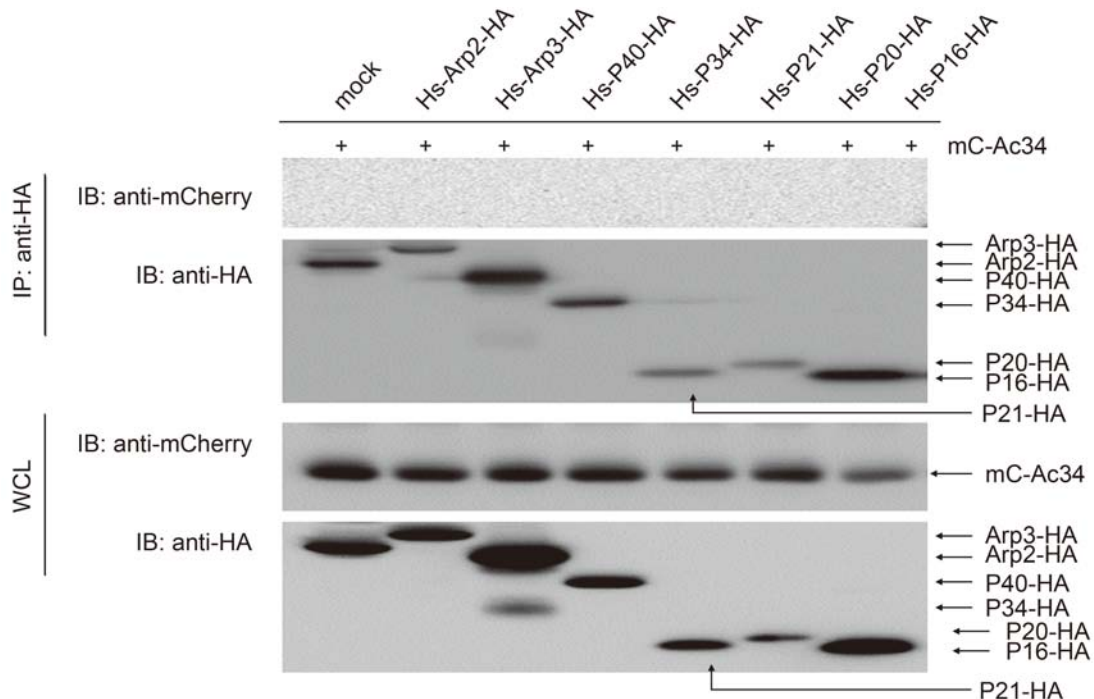 mock
Hs-Arp2-HA
Hs-Arp3-HA
Hs-P40-HA
Hs-P34-HA
Hs-P21-HA
Hs-P20-HA
Hs-P16-HA
+ + + + + + + + mC-Ac34
IP: anti-HA
IB: anti-mCherry
IB: anti-HA
Arp3-HA
Arp2-HA
P40-HA
P34-HA
P20-HA
P16-HA
P21-HA
WCL
IB: anti-mCherry
mC-Ac34
IB: anti-HA
Arp3-HA
Arp2-HA
P40-HA
P34-HA
P20-HA
P16-HA
P21-HA